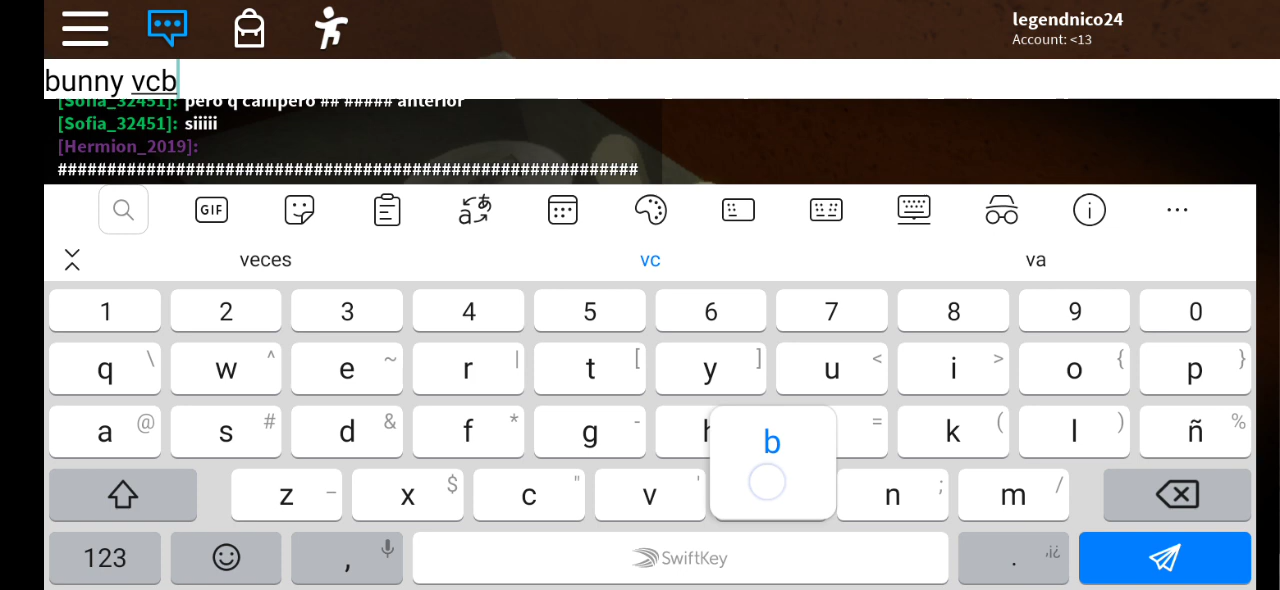 legendnico24
Account: <13
bunny vcb
[Sofia_32451]: pero q campero ## ##### anterior
[Sofia_32451]: siiiii
[Hermion_2019]:
##########################################################
GIF
veces vc va
1 2 3 4 5 6 7 8 9 0
q \ w ^ e ~ r | t [ y ] u < i > o { p }
a @ s # d & f * g - h b = k ( l ) ñ %
z _ x $ c " v ' n ; m /
123 , SwiftKey . ,¡¿